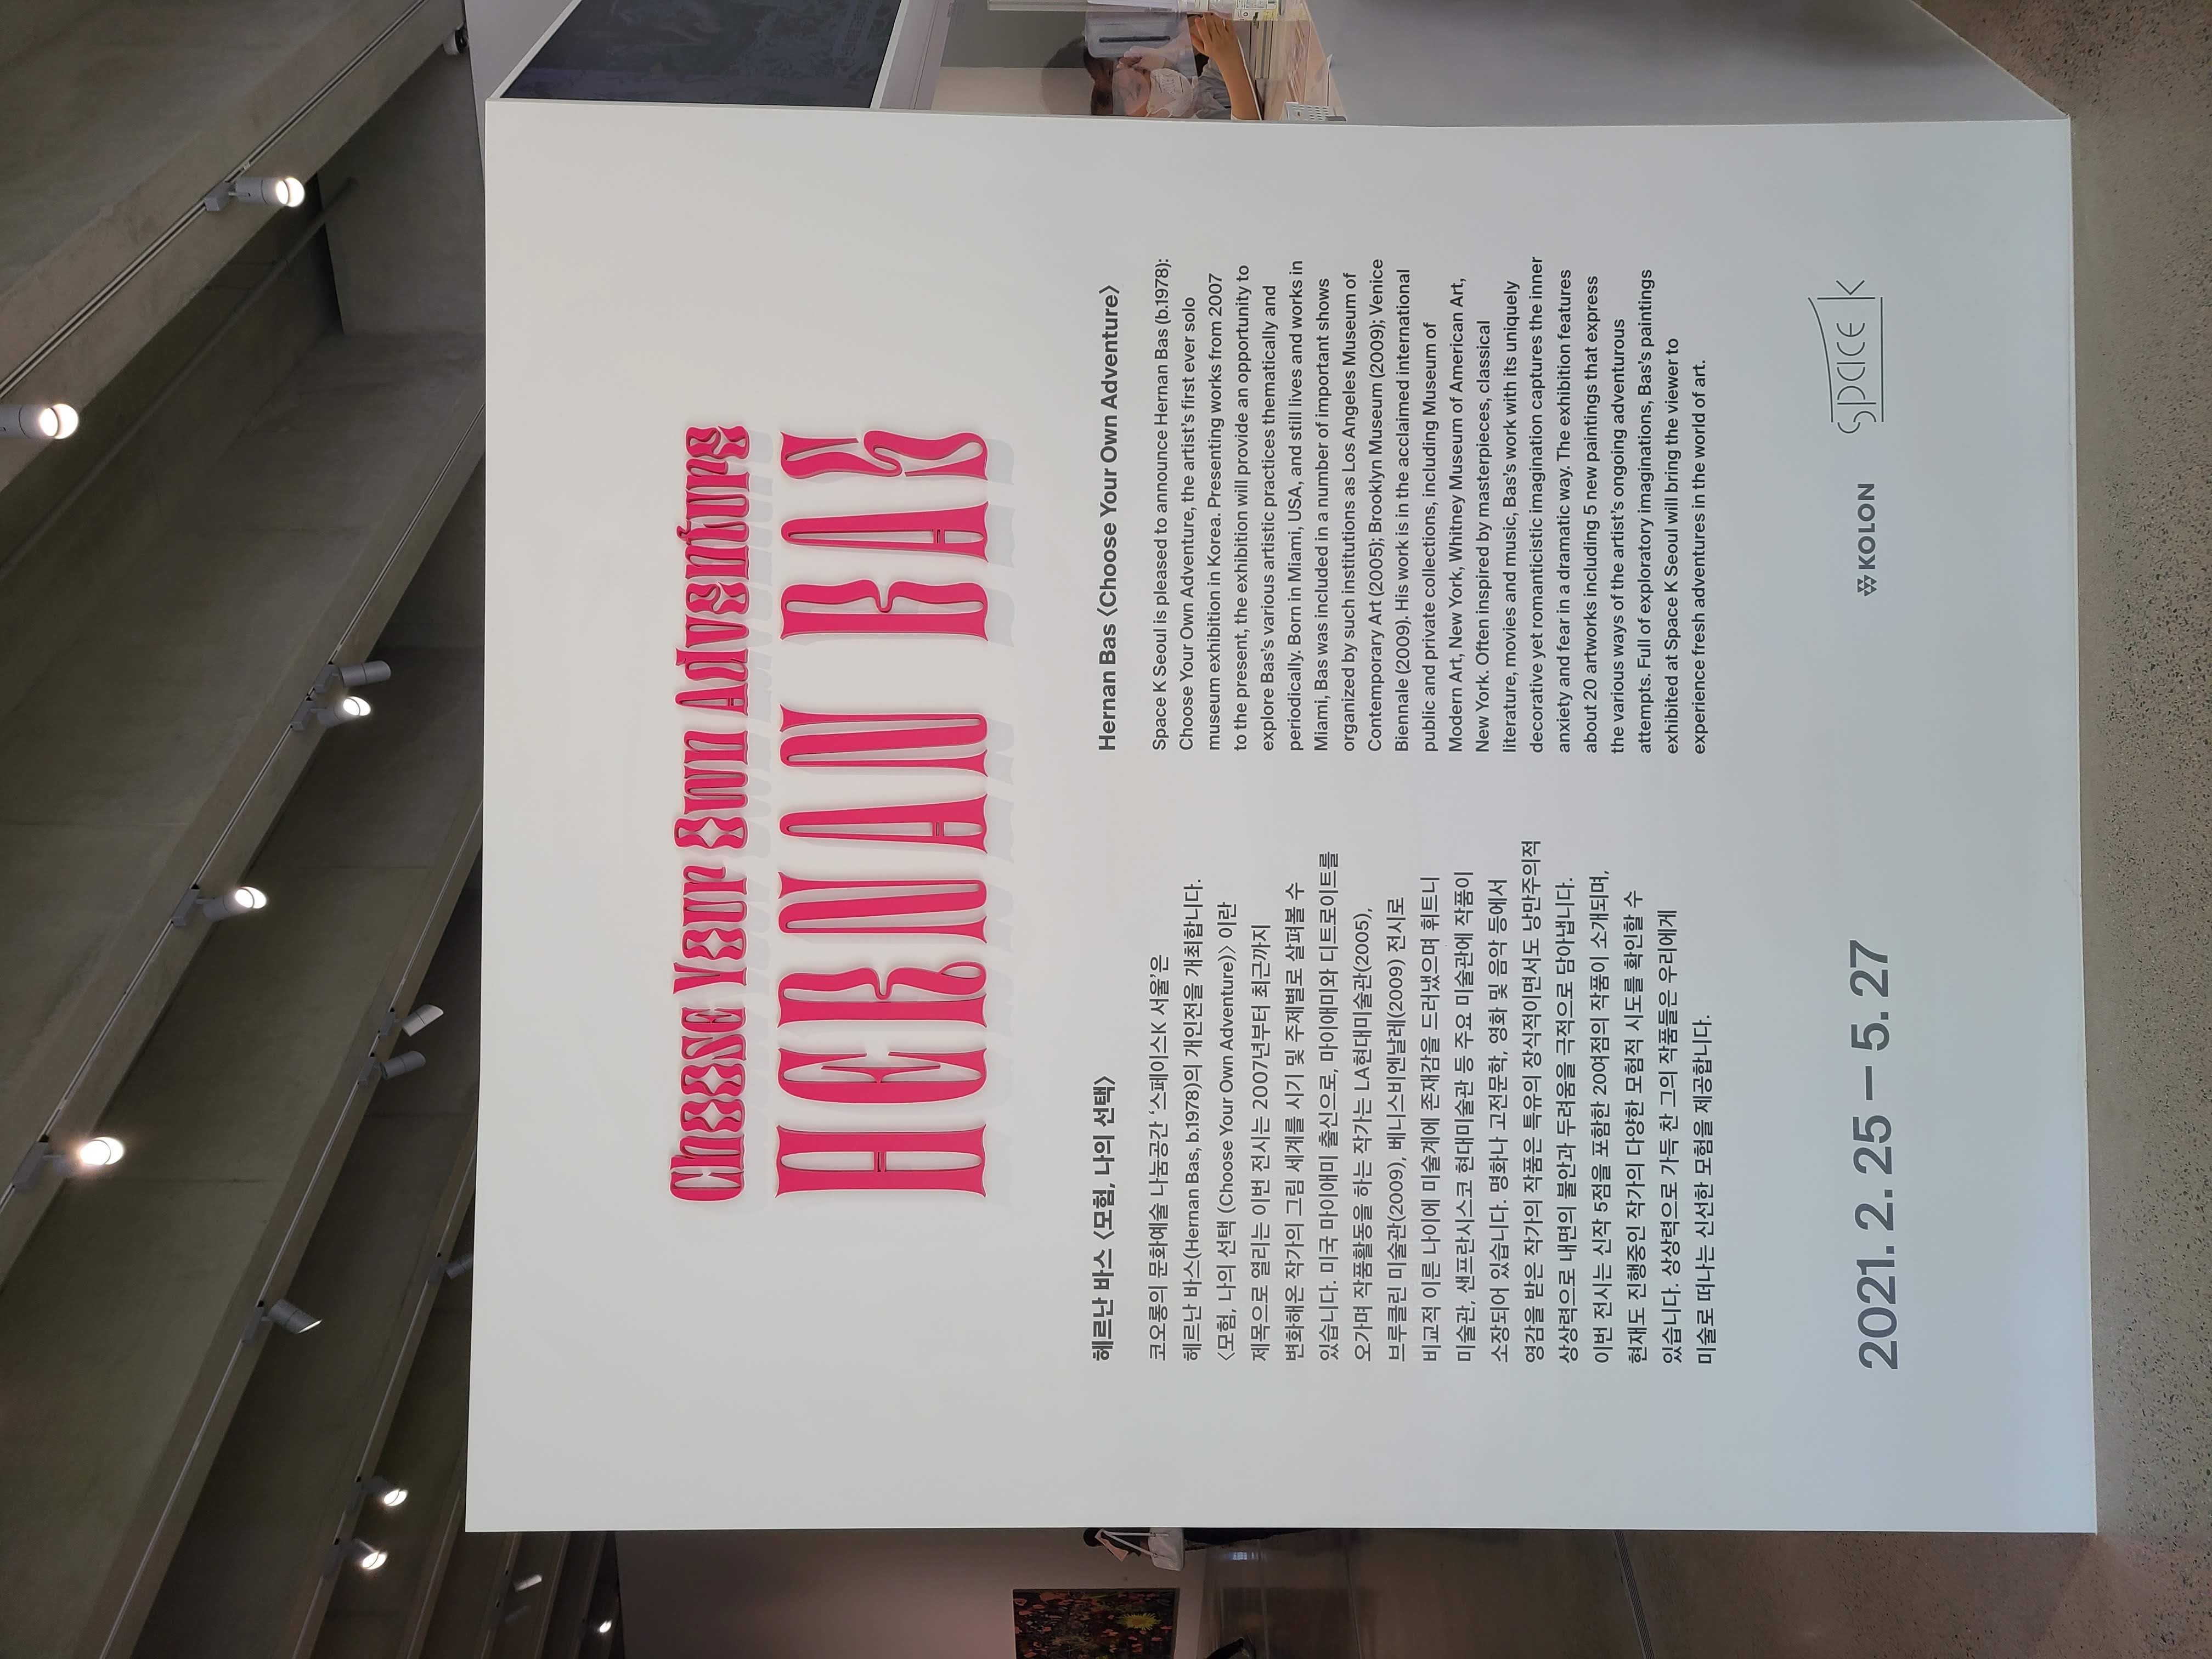 Choose Your Own Adventure
HERNAN BAS
헤르난 바스 〈모험, 나의 선택〉
코오롱의 문화예술 나눔공간 ‘스페이스K 서울’은
헤르난 바스(Hernan Bas, b.1978)의 개인전을 개최합니다.
〈모험, 나의 선택 (Choose Your Own Adventure)〉 이란
제목으로 열리는 이번 전시는 2007년부터 최근까지
변화해온 작가의 그림 세계를 시기 및 주제별로 살펴볼 수
있습니다. 미국 마이애미 출신으로, 마이애미와 디트로이트를
오가며 작품활동을 하는 작가는 LA현대미술관(2005),
브루클린 미술관(2009), 베니스비엔날레(2009) 전시로
비교적 이른 나이에 미술계에 존재감을 드러냈으며 휘트니
미술관, 샌프란시스코 현대미술관 등 주요 미술관에 작품이
소장되어 있습니다. 명화나 고전문학, 영화 및 음악 등에서
영감을 받은 작가의 작품은 특유의 장식적이면서도 낭만주의적
상상력으로 내면의 불안과 두려움을 극적으로 담아냅니다.
이번 전시는 신작 5점을 포함한 20여점의 작품이 소개되며,
현재도 진행중인 작가의 다양한 모험적 시도를 확인할 수
있습니다. 상상력으로 가득 찬 그의 작품들은 우리에게
미술로 떠나는 신선한 모험을 제공합니다.
Hernan Bas 〈Choose Your Own Adventure〉
Space K Seoul is pleased to announce Hernan Bas (b.1978):
Choose Your Own Adventure, the artist’s first ever solo
museum exhibition in Korea. Presenting works from 2007
to the present, the exhibition will provide an opportunity to
explore Bas’s various artistic practices thematically and
periodically. Born in Miami, USA, and still lives and works in
Miami, Bas was included in a number of important shows
organized by such institutions as Los Angeles Museum of
Contemporary Art (2005); Brooklyn Museum (2009); Venice
Biennale (2009). His work is in the acclaimed international
public and private collections, including Museum of
Modern Art, New York, Whitney Museum of American Art,
New York. Often inspired by masterpieces, classical
literature, movies and music, Bas’s work with its uniquely
decorative yet romanticistic imagination captures the inner
anxiety and fear in a dramatic way. The exhibition features
about 20 artworks including 5 new paintings that express
the various ways of the artist’s ongoing adventurous
attempts. Full of exploratory imaginations, Bas’s paintings
exhibited at Space K Seoul will bring the viewer to
experience fresh adventures in the world of art.
2021. 2. 25 – 5. 27
KOLON
space k